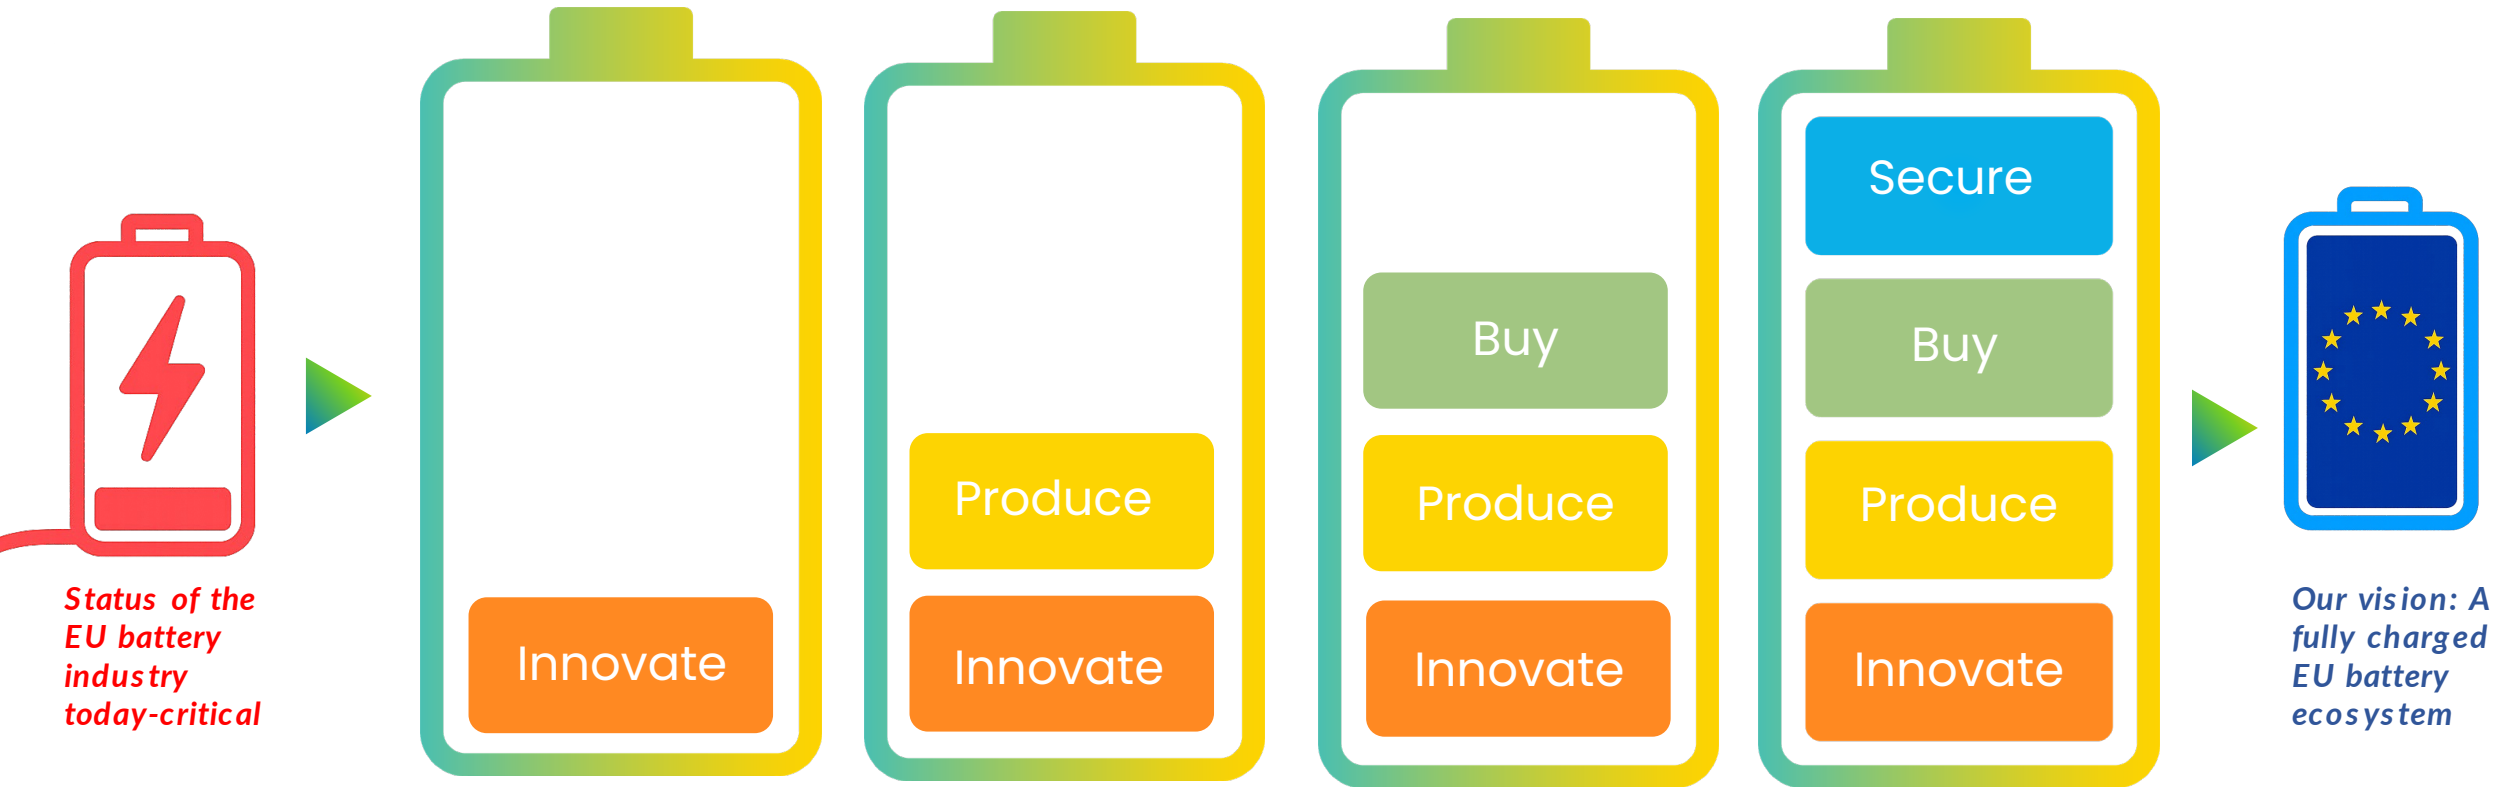 Status of the
EU battery
industry
today-critical
Innovate
Produce
Innovate
Buy
Produce
Innovate
Secure
Buy
Produce
Innovate
Our vision: A
fully charged
EU battery
ecosystem